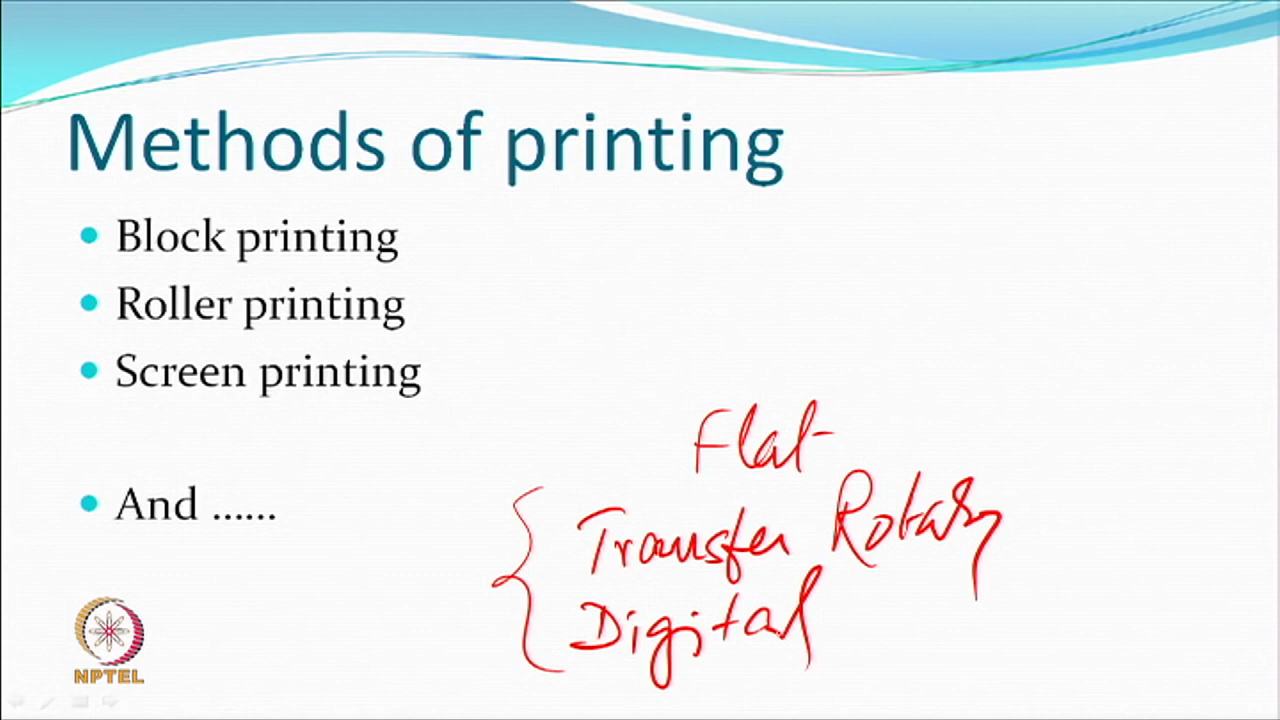 Methods of printing
Block printing
Roller printing
Screen printing
Flat
And ......
Transfer Rotary
Digital
NPTEL